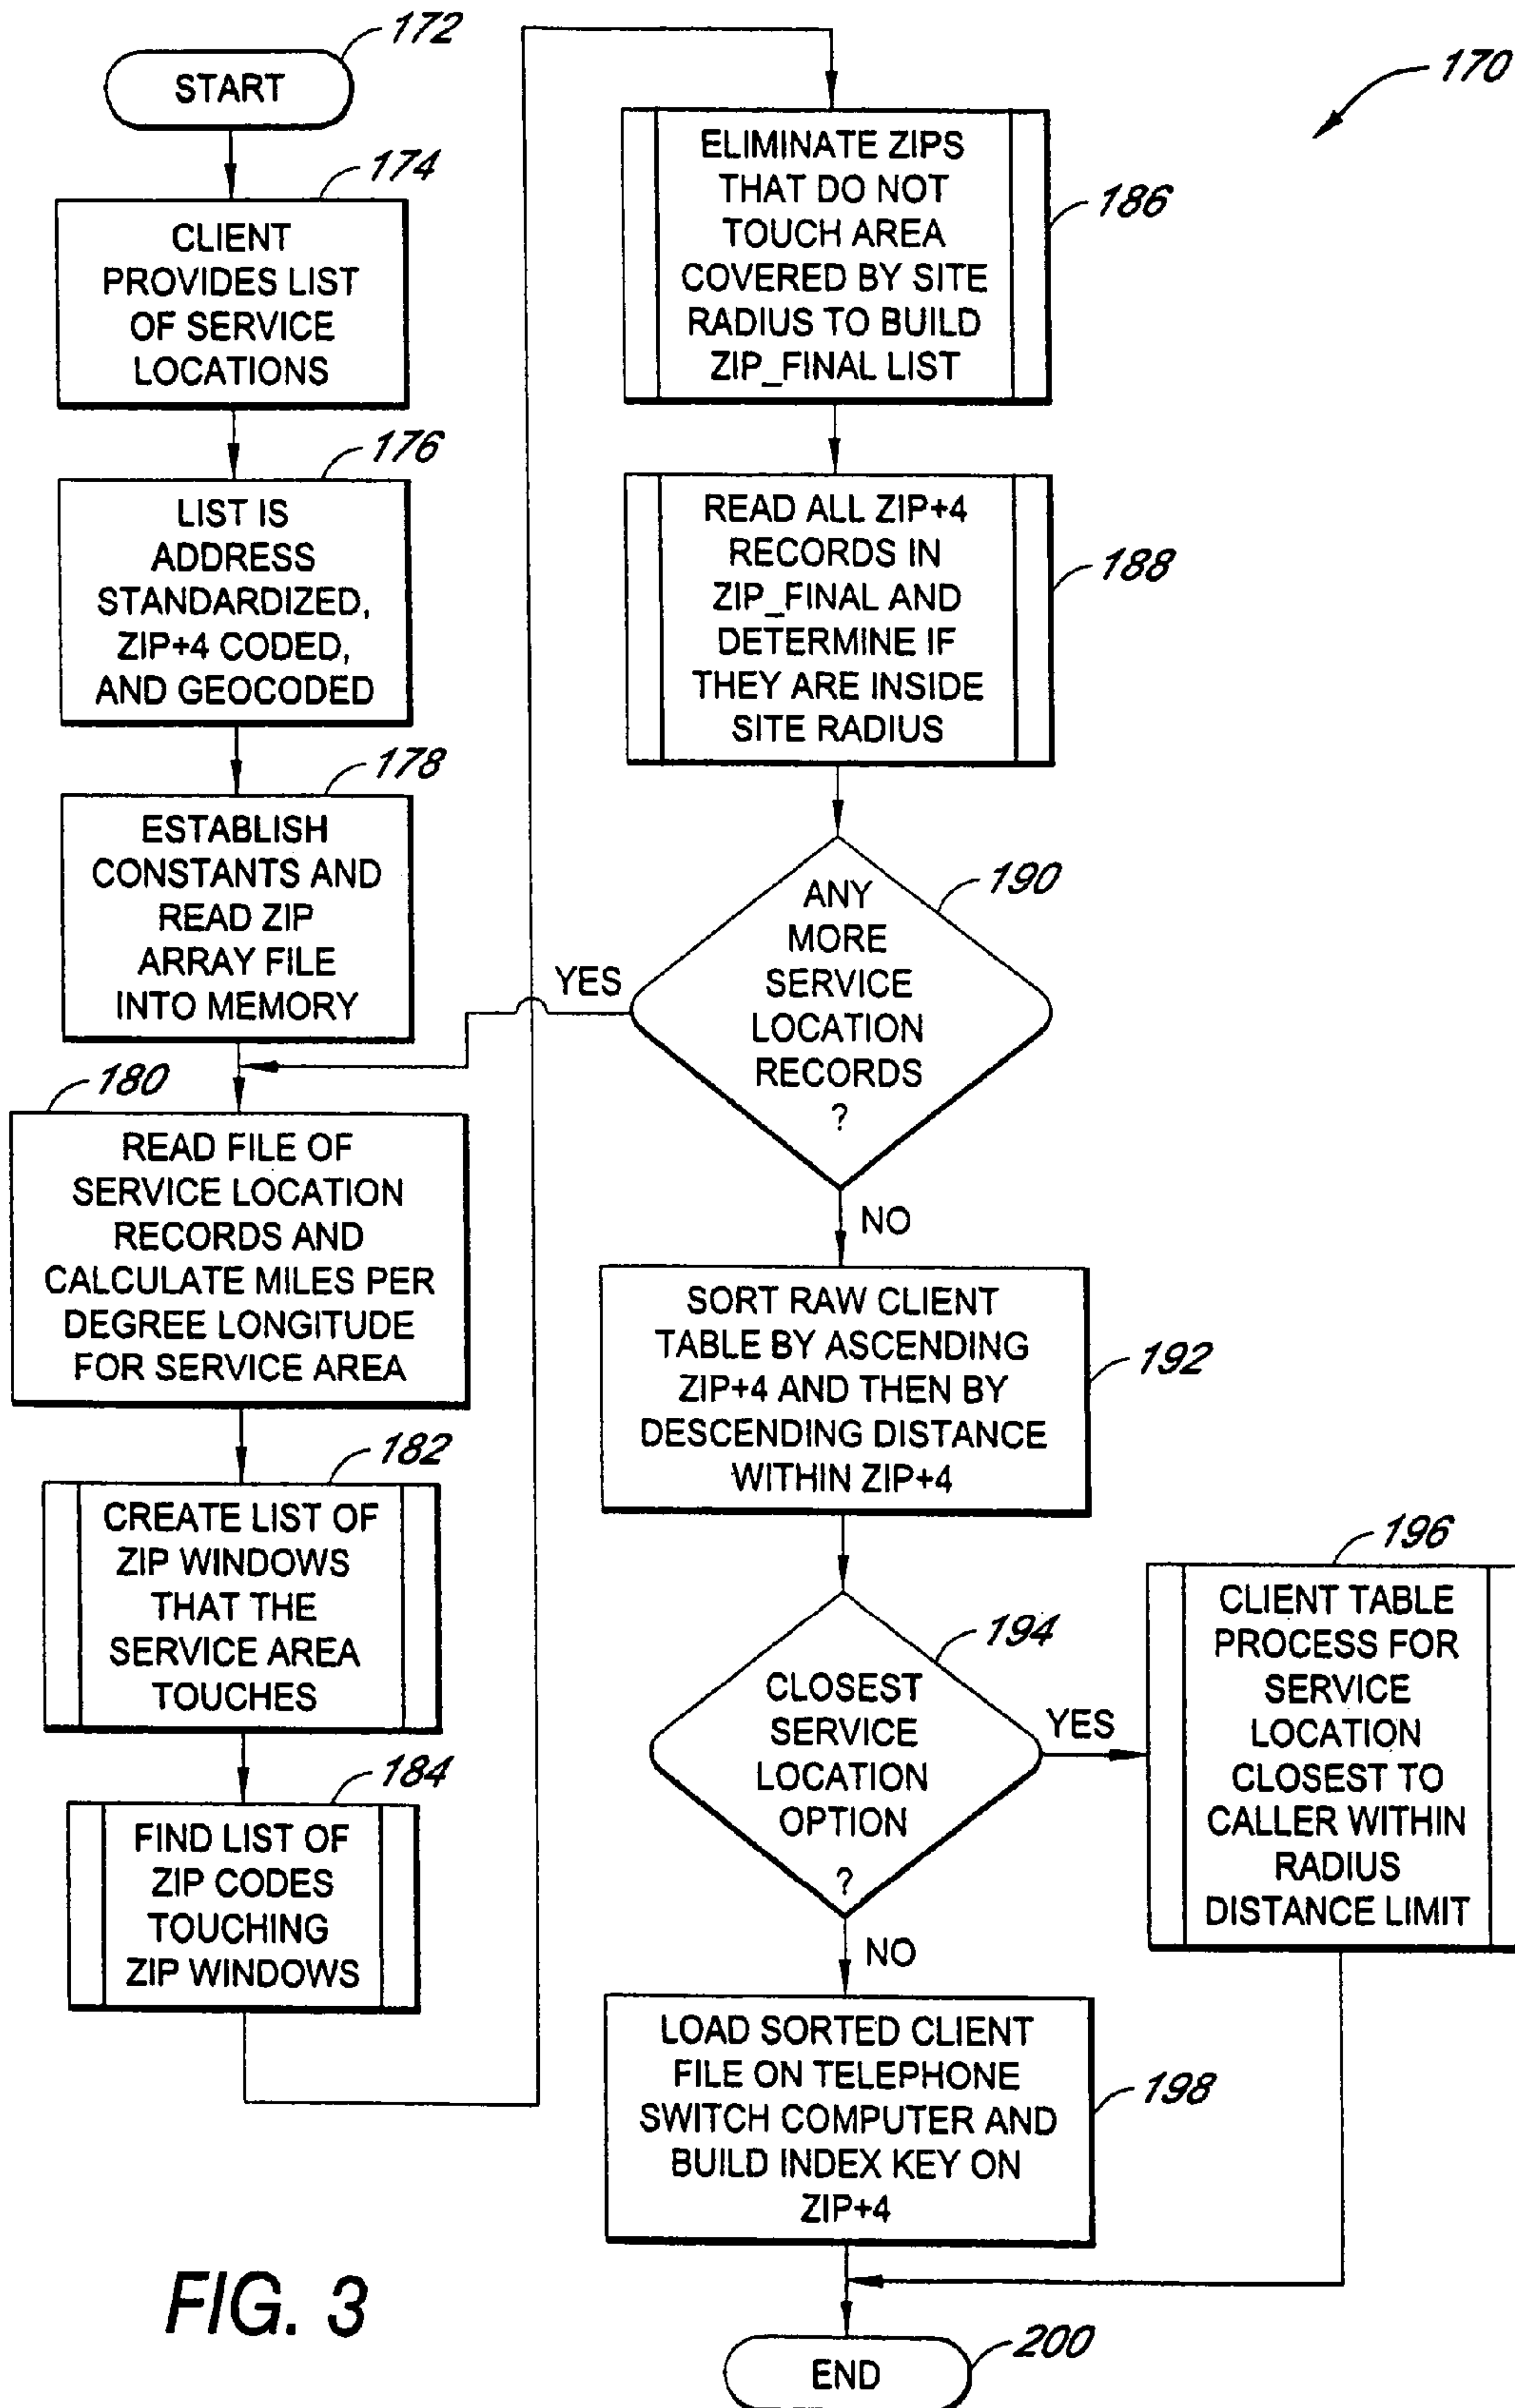 172
START
174
CLIENT
PROVIDES LIST
OF SERVICE
LOCATIONS
176
LIST IS
ADDRESS
STANDARDIZED,
ZIP+4 CODED,
AND GEOCODED
178
ESTABLISH
CONSTANTS AND
READ ZIP
ARRAY FILE
INTO MEMORY
180
READ FILE OF
SERVICE LOCATION
RECORDS AND
CALCULATE MILES PER
DEGREE LONGITUDE
FOR SERVICE AREA
182
CREATE LIST OF
ZIP WINDOWS
THAT THE
SERVICE AREA
TOUCHES
184
FIND LIST OF
ZIP CODES
TOUCHING
ZIP WINDOWS
170
ELIMINATE ZIPS
THAT DO NOT
TOUCH AREA
COVERED BY SITE
RADIUS TO BUILD
ZIP_FINAL LIST
186
READ ALL ZIP+4
RECORDS IN
ZIP_FINAL AND
DETERMINE IF
THEY ARE INSIDE
SITE RADIUS
188
ANY
MORE
SERVICE
LOCATION
RECORDS
?
190
YES
NO
SORT RAW CLIENT
TABLE BY ASCENDING
ZIP+4 AND THEN BY
DESCENDING DISTANCE
WITHIN ZIP+4
192
CLOSEST
SERVICE
LOCATION
OPTION
?
194
YES
196
CLIENT TABLE
PROCESS FOR
SERVICE
LOCATION
CLOSEST TO
CALLER WITHIN
RADIUS
DISTANCE LIMIT
NO
LOAD SORTED CLIENT
FILE ON TELEPHONE
SWITCH COMPUTER AND
BUILD INDEX KEY ON
ZIP+4
198
END
200
FIG. 3